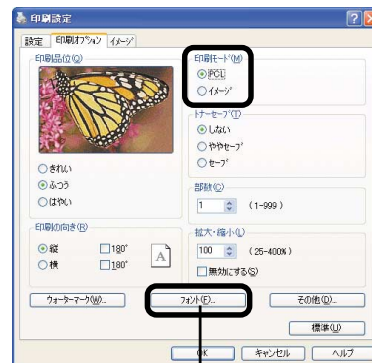 印刷設定
設定 印刷オプション イメージ
印刷品位(Q)
きれい
ふつう
はやい
印刷の向き(R)
縦 180°
横 180°
A
印刷モード(M)
PCL
イメージ
トナーセーブ(T)
しない
ややセーブ
セーブ
部数(C)
1 (1-999)
拡大・縮小(L)
100 (25-400%)
無効にする(S)
ウォーターマーク(W)...
フォント(F)...
その他(D)...
標準(U)
OK キャンセル ヘルプ